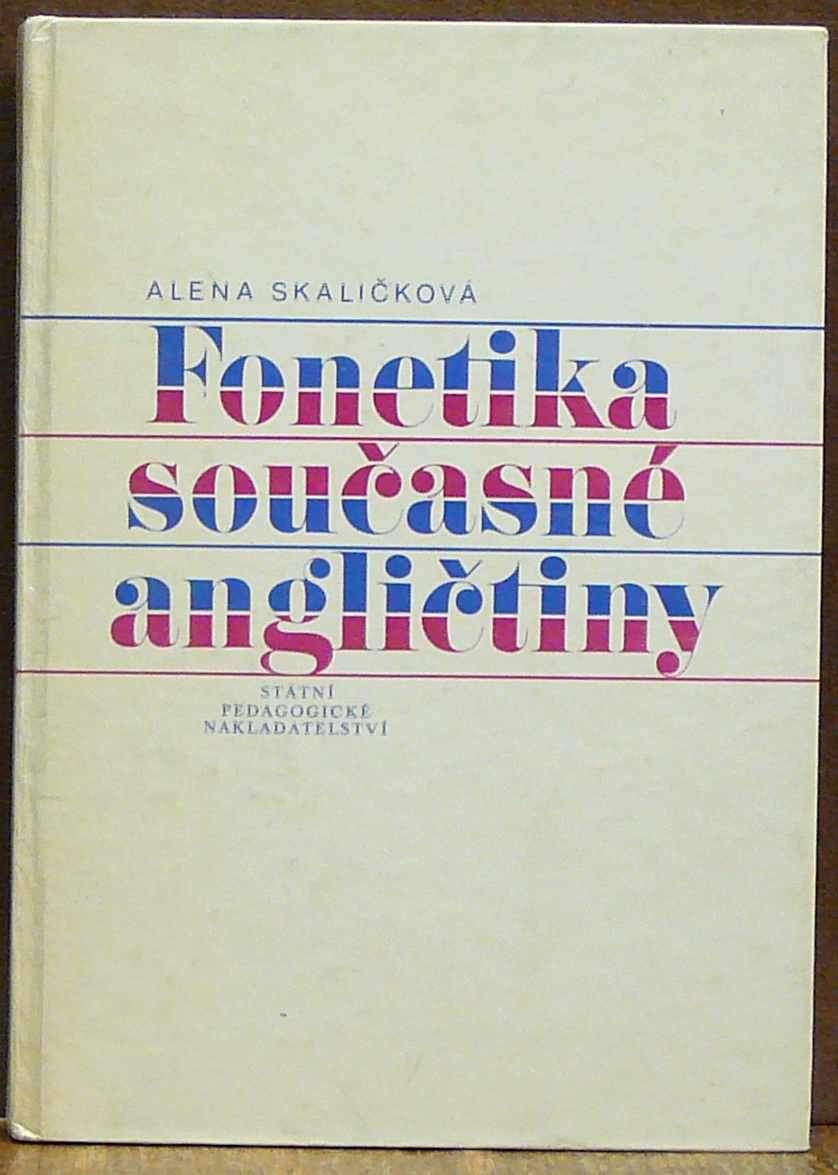 ALENA SKALIČKOVÁ
Fonetika
současné
angličtiny
STÁTNÍ
PEDAGOGICKÉ
NAKLADATELSTVÍ